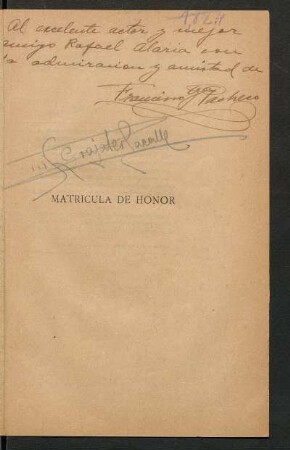 Al excelente actor y mejor
amigo Rafael Alaria con
la admiracion y amistad de
Francisco Pacheco
MATRICULA DE HONOR